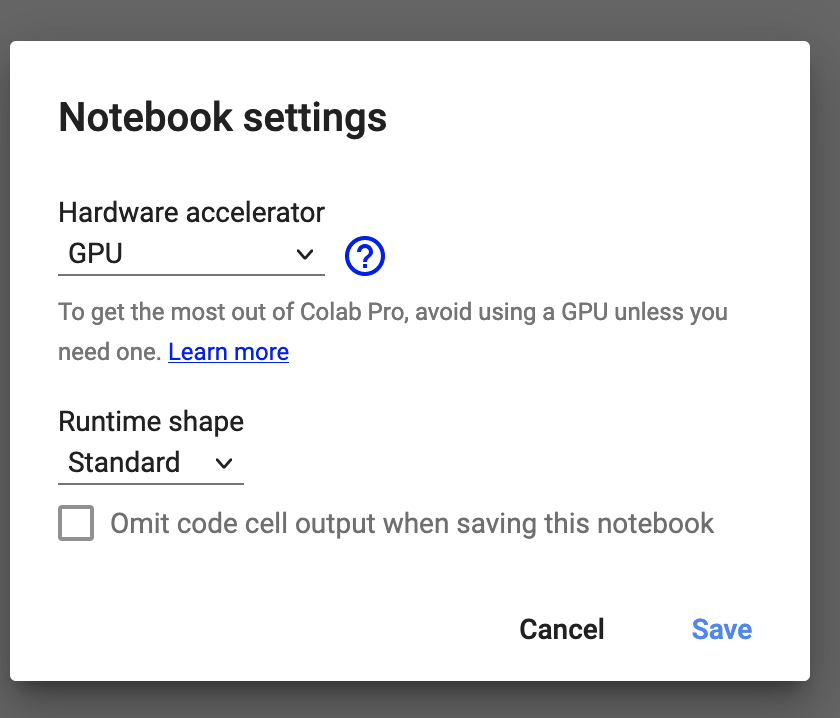 Notebook settings
Hardware accelerator
GPU
?
To get the most out of Colab Pro, avoid using a GPU unless you
need one. Learn more
Runtime shape
Standard
Omit code cell output when saving this notebook
Cancel Save